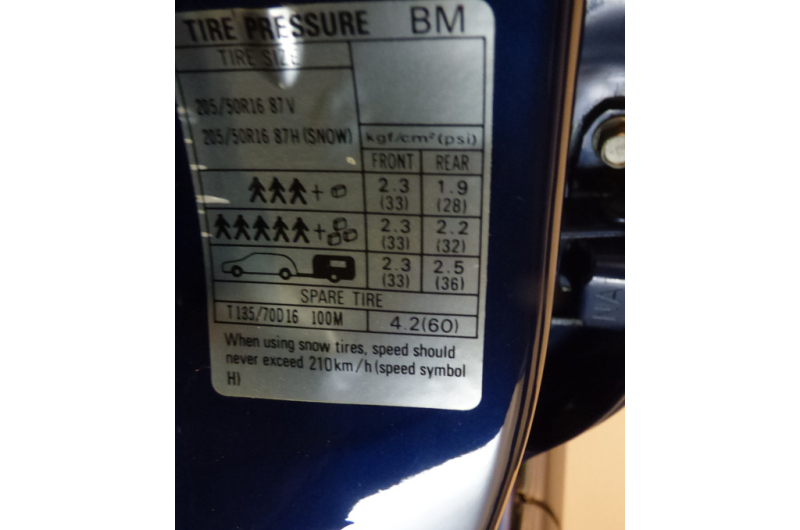 TIRE PRESSURE BM
TIRE SIZE
205/50R16 87V
205/50R16 87H (SNOW)
kgf/cm²(psi)
FRONT REAR
+ 2.3 (33) 1.9 (28)
+ 2.3 (33) 2.2 (32)
2.3 (33) 2.5 (36)
SPARE TIRE
T135/70D16 100M 4.2(60)
When using snow tires, speed should
never exceed 210km/h (speed symbol
H)